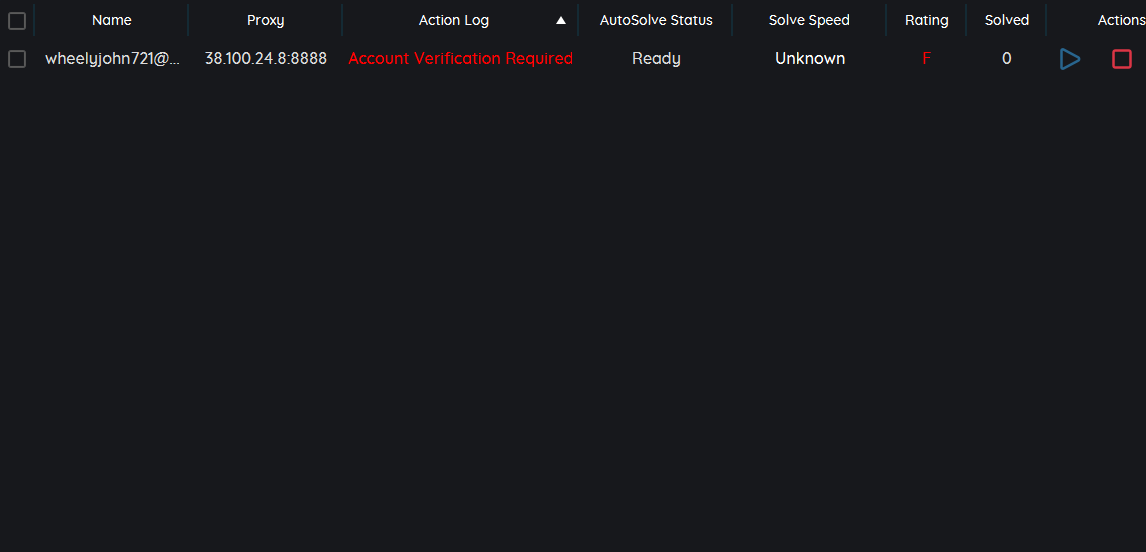 Name Proxy Action Log AutoSolve Status Solve Speed Rating Solved Actions
wheelyjohn721@... 38.100.24.8:8888 Account Verification Required Ready Unknown F 0